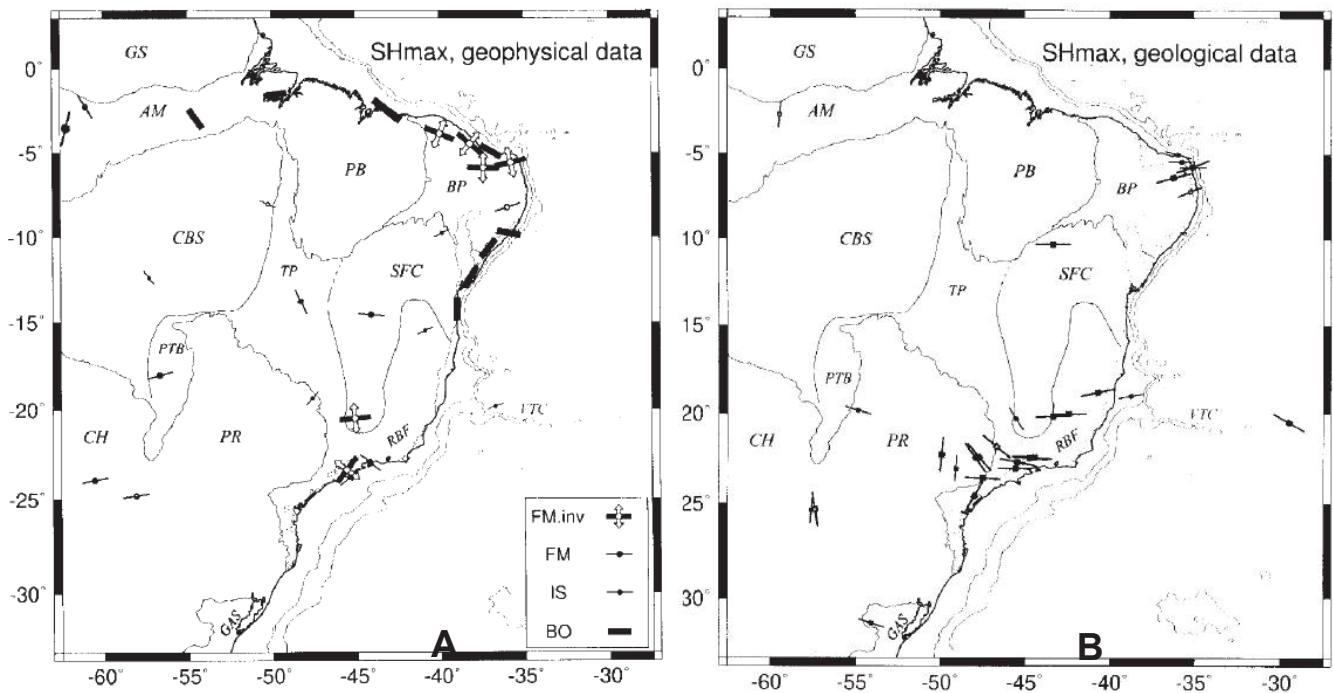 SHmax, geophysical data
GS
0°
AM
PB
-5°
BP
CBS
-10°
TP
SFC
-15°
PTB
-20°
VTC
CH
PR
RBF
-25°
FM.inv
FM
IS
-30°
GAS
BO
A
-60° -55° -50° -45° -40° -35° -30°
SHmax, geological data
GS
0°
AM
PB
-5°
BP
CBS
-10°
TP
SFC
15°
PTB
20°
VTC
CH
PR
RBF
25°
30°
GAS
B
-60° -55° -50° -45° -40° -35° -30°